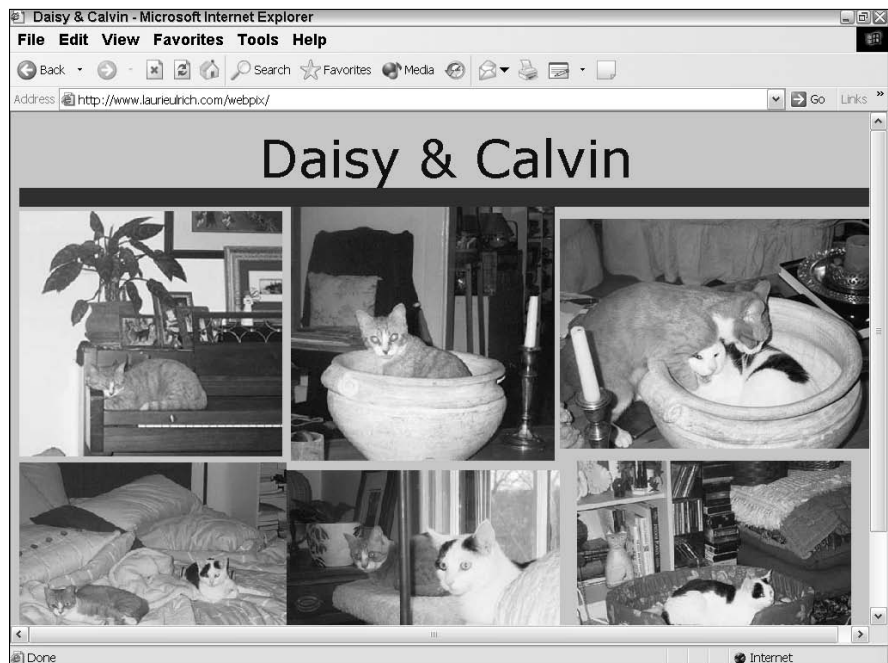 Daisy & Calvin - Microsoft Internet Explorer
File Edit View Favorites Tools Help
Back Search Favorites Media
Address http://www.laurieulrich.com/webpix/ Go Links »
Daisy & Calvin
Done Internet